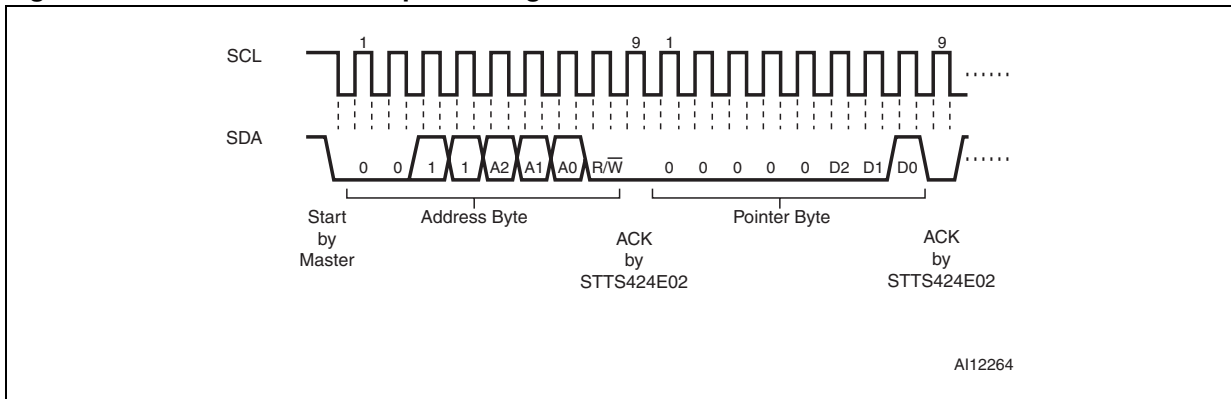 1 9 1 9
SCL
SDA
0 0 1 1 A2 A1 A0 R/W̅ 0 0 0 0 0 D2 D1 D0
Address Byte Pointer Byte
Start
by
Master
ACK
by
STTS424E02
ACK
by
STTS424E02
AI12264